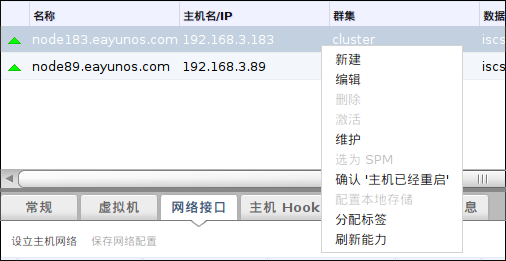 名称 主机名/IP 群集 数据
node183.eayunos.com 192.168.3.183 cluster iscs
node89.eayunos.com 192.168.3.89 iscs
新建
编辑
删除
激活
维护
选为 SPM
确认 '主机已经重启'
配置本地存储
分配标签
刷新能力
常规 虚拟机 网络接口 主机 Hook 息
设立主机网络 保存网络配置